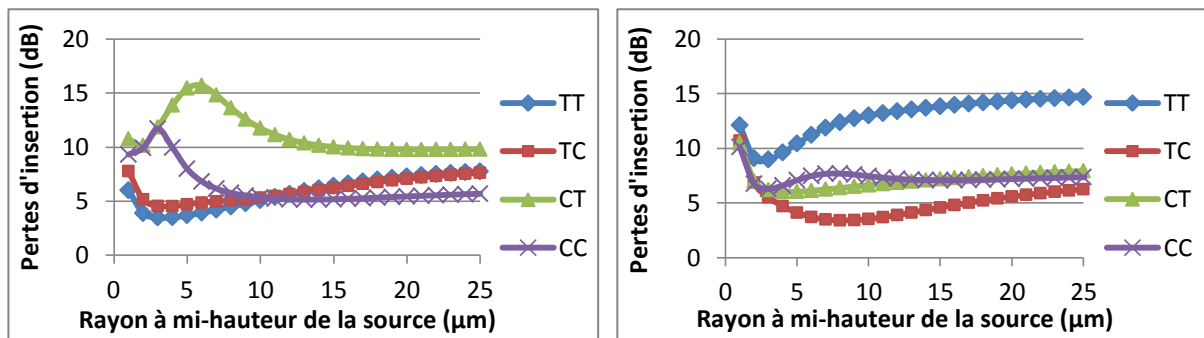 Pertes d'insertion (dB)
20
15
10
5
0
0 5 10 15 20 25
Rayon à mi-hauteur de la source (µm)
TT
TC
CT
CC
Pertes d'insertion (dB)
20
15
10
5
0
0 5 10 15 20 25
Rayon à mi-hauteur de la source (µm)
TT
TC
CT
CC